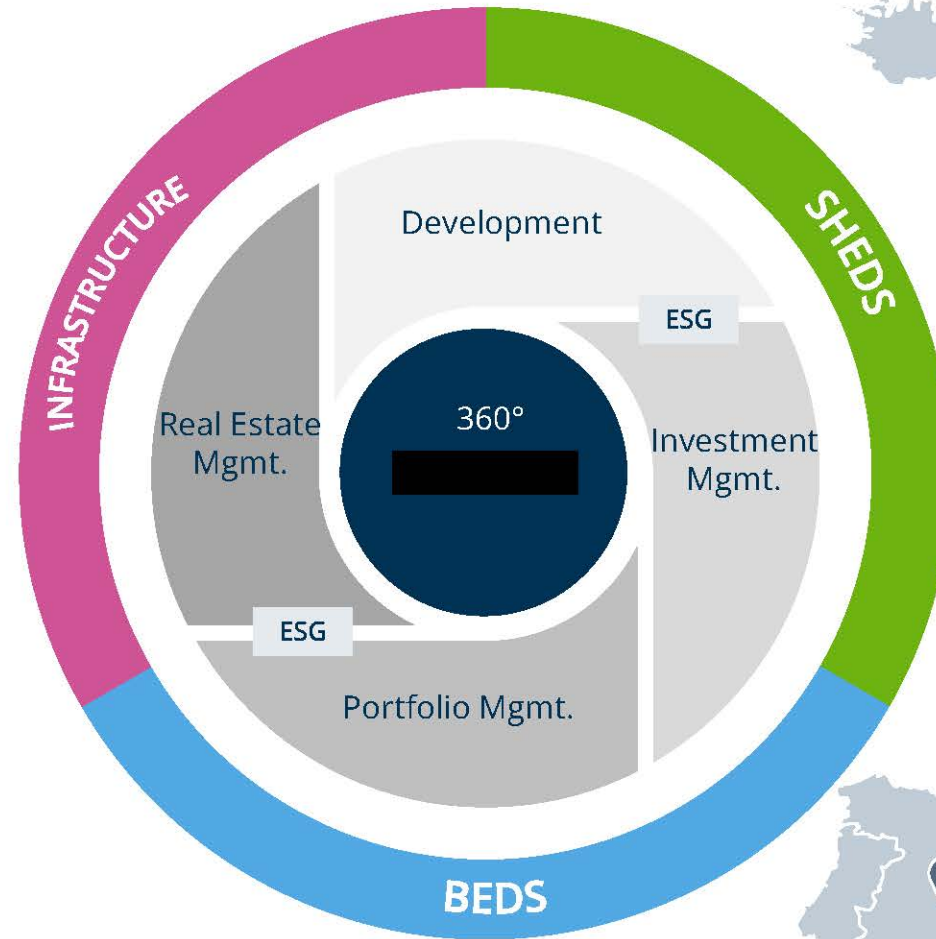 INFRASTRUCTURE
SHEDS
Development
ESG
360°
Real Estate
Mgmt.
Investment
Mgmt.
ESG
Portfolio Mgmt.
BEDS